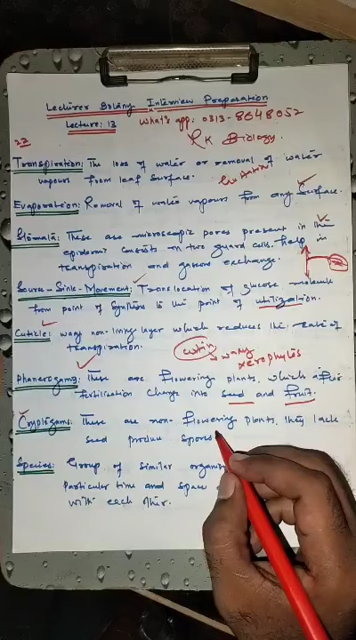 Lecturer Botany Interview Preparation
Lecture: 13 What's app: 0313-8648052
RK Biology
Transpiration: The loss of water or removal of water
vapours from leaf surface.
Guttation
Evaporation: Removal of water vapours from any surface.
Stomata: These are microscopic pores present in the
epidermis consists on two guard cells, help in
transpiration and gaseous exchange.
Source-Sink-Movement: Translocation of glucose molecule
from point of synthesis to the point of utilization.
Cuticle: waxy non-living layer which reduces the rate of
transpiration.
cutin → waxy
xerophytes
Phanerogams: These are flowering plants, which after
fertilization change into seed and fruit.
Cryptogams: These are non-flowering plants, they lack
seed produce spores
Species: Group of similar
particular time and space
with each other.